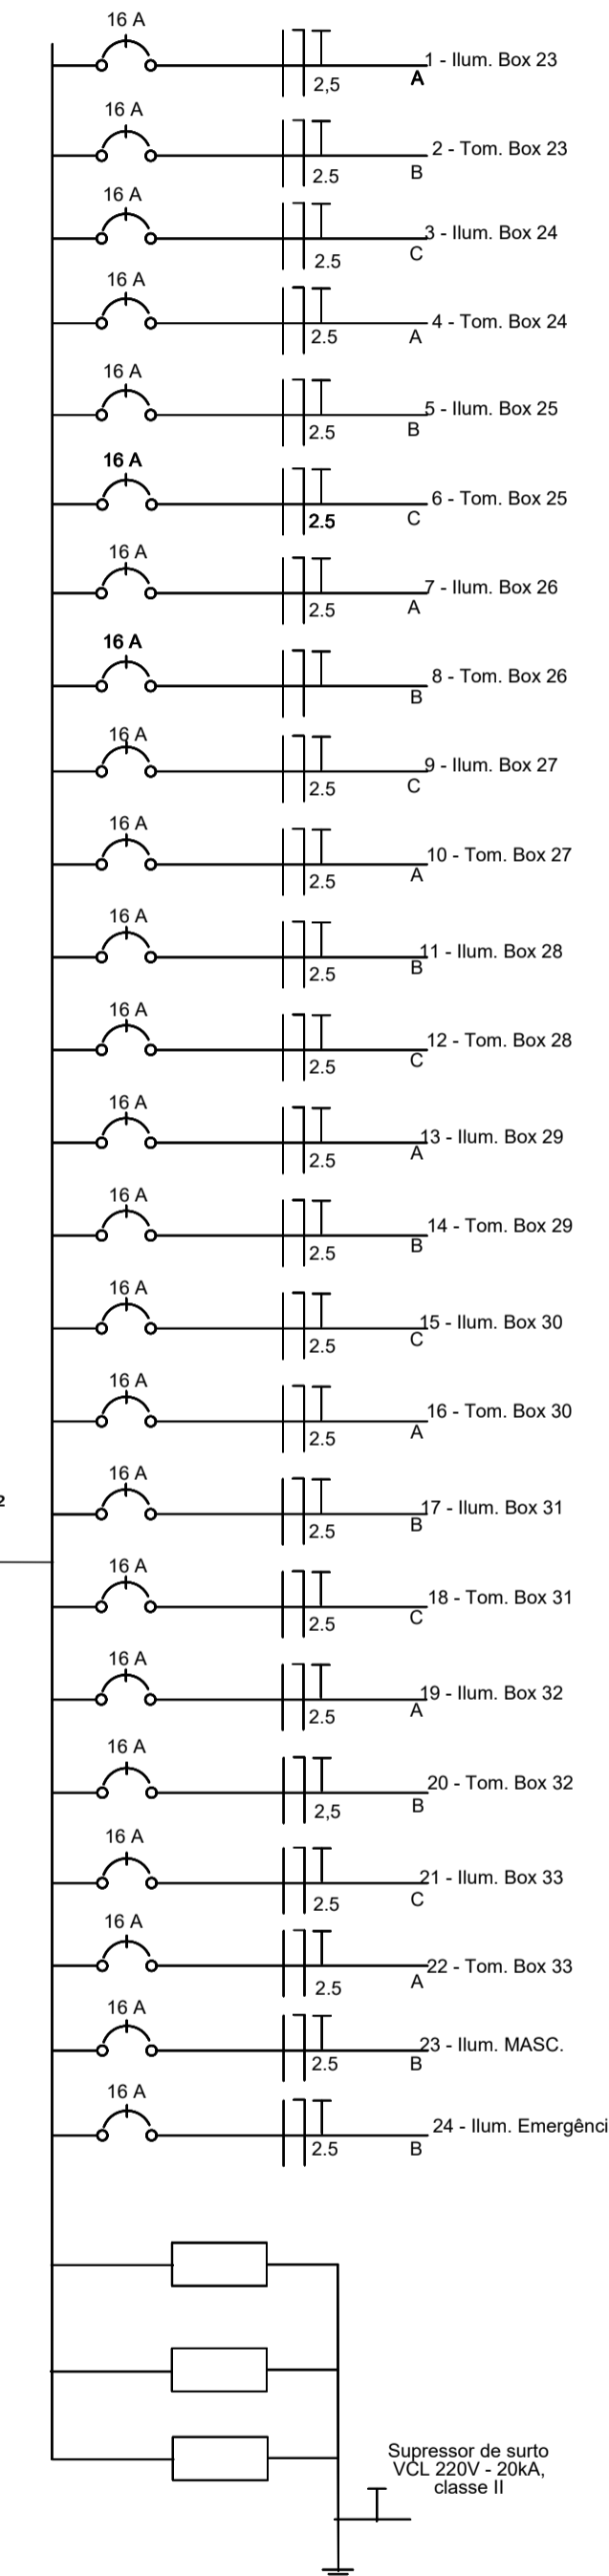 16 A
1 - Ilum. Box 23
2,5
A
16 A
2 - Tom. Box 23
2.5
B
16 A
3 - Ilum. Box 24
2.5
C
16 A
4 - Tom. Box 24
2.5
A
16 A
5 - Ilum. Box 25
2.5
B
16 A
6 - Tom. Box 25
2.5
C
16 A
7 - Ilum. Box 26
2.5
A
16 A
8 - Tom. Box 26
B
16 A
9 - Ilum. Box 27
2.5
C
16 A
10 - Tom. Box 27
2.5
A
16 A
11 - Ilum. Box 28
2.5
B
16 A
12 - Tom. Box 28
2.5
C
16 A
13 - Ilum. Box 29
2.5
A
16 A
14 - Tom. Box 29
2.5
B
16 A
15 - Ilum. Box 30
2.5
C
16 A
16 - Tom. Box 30
2.5
A
16 A
2
17 - Ilum. Box 31
2.5
B
16 A
18 - Tom. Box 31
2.5
C
16 A
19 - Ilum. Box 32
2.5
A
16 A
20 - Tom. Box 32
2,5
B
16 A
21 - Ilum. Box 33
2.5
C
16 A
22 - Tom. Box 33
2.5
A
16 A
23 - Ilum. MASC.
2.5
B
16 A
24 - Ilum. Emergênci
2.5
B
Supressor de surto
VCL 220V - 20kA,
classe II